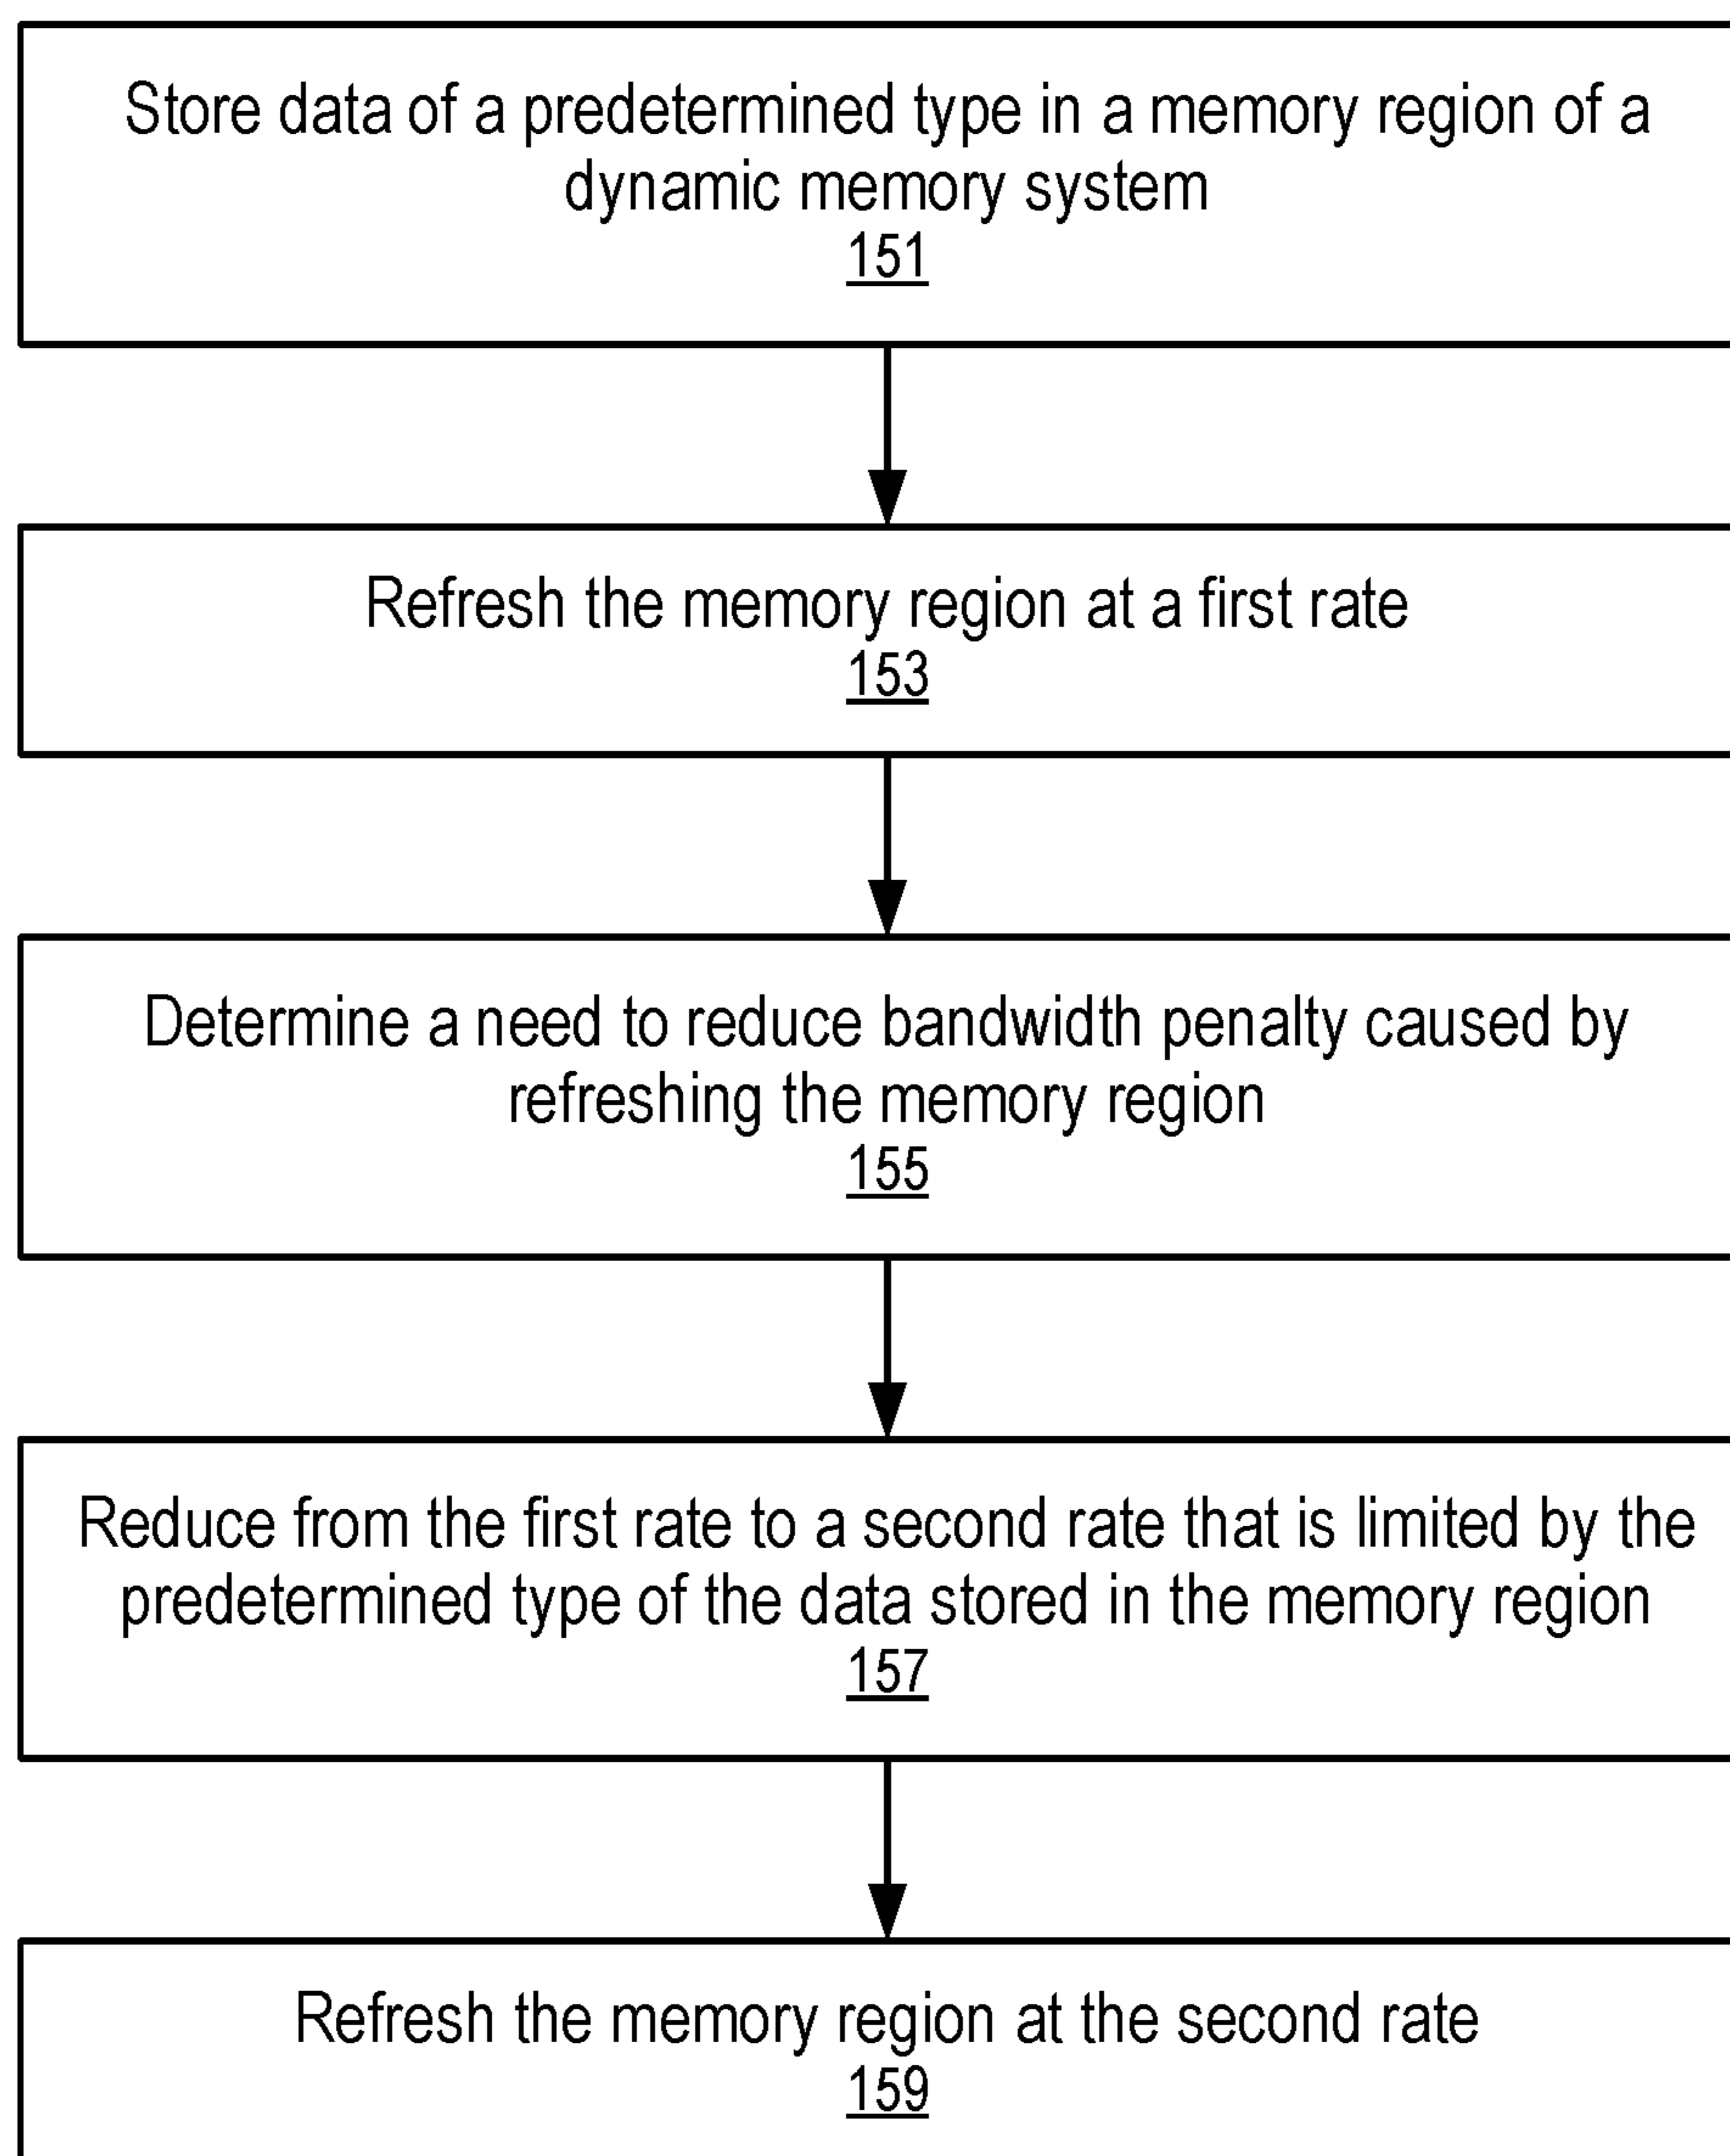 Store data of a predetermined type in a memory region of a
dynamic memory system
151
Refresh the memory region at a first rate
153
Determine a need to reduce bandwidth penalty caused by
refreshing the memory region
155
Reduce from the first rate to a second rate that is limited by the
predetermined type of the data stored in the memory region
157
Refresh the memory region at the second rate
159